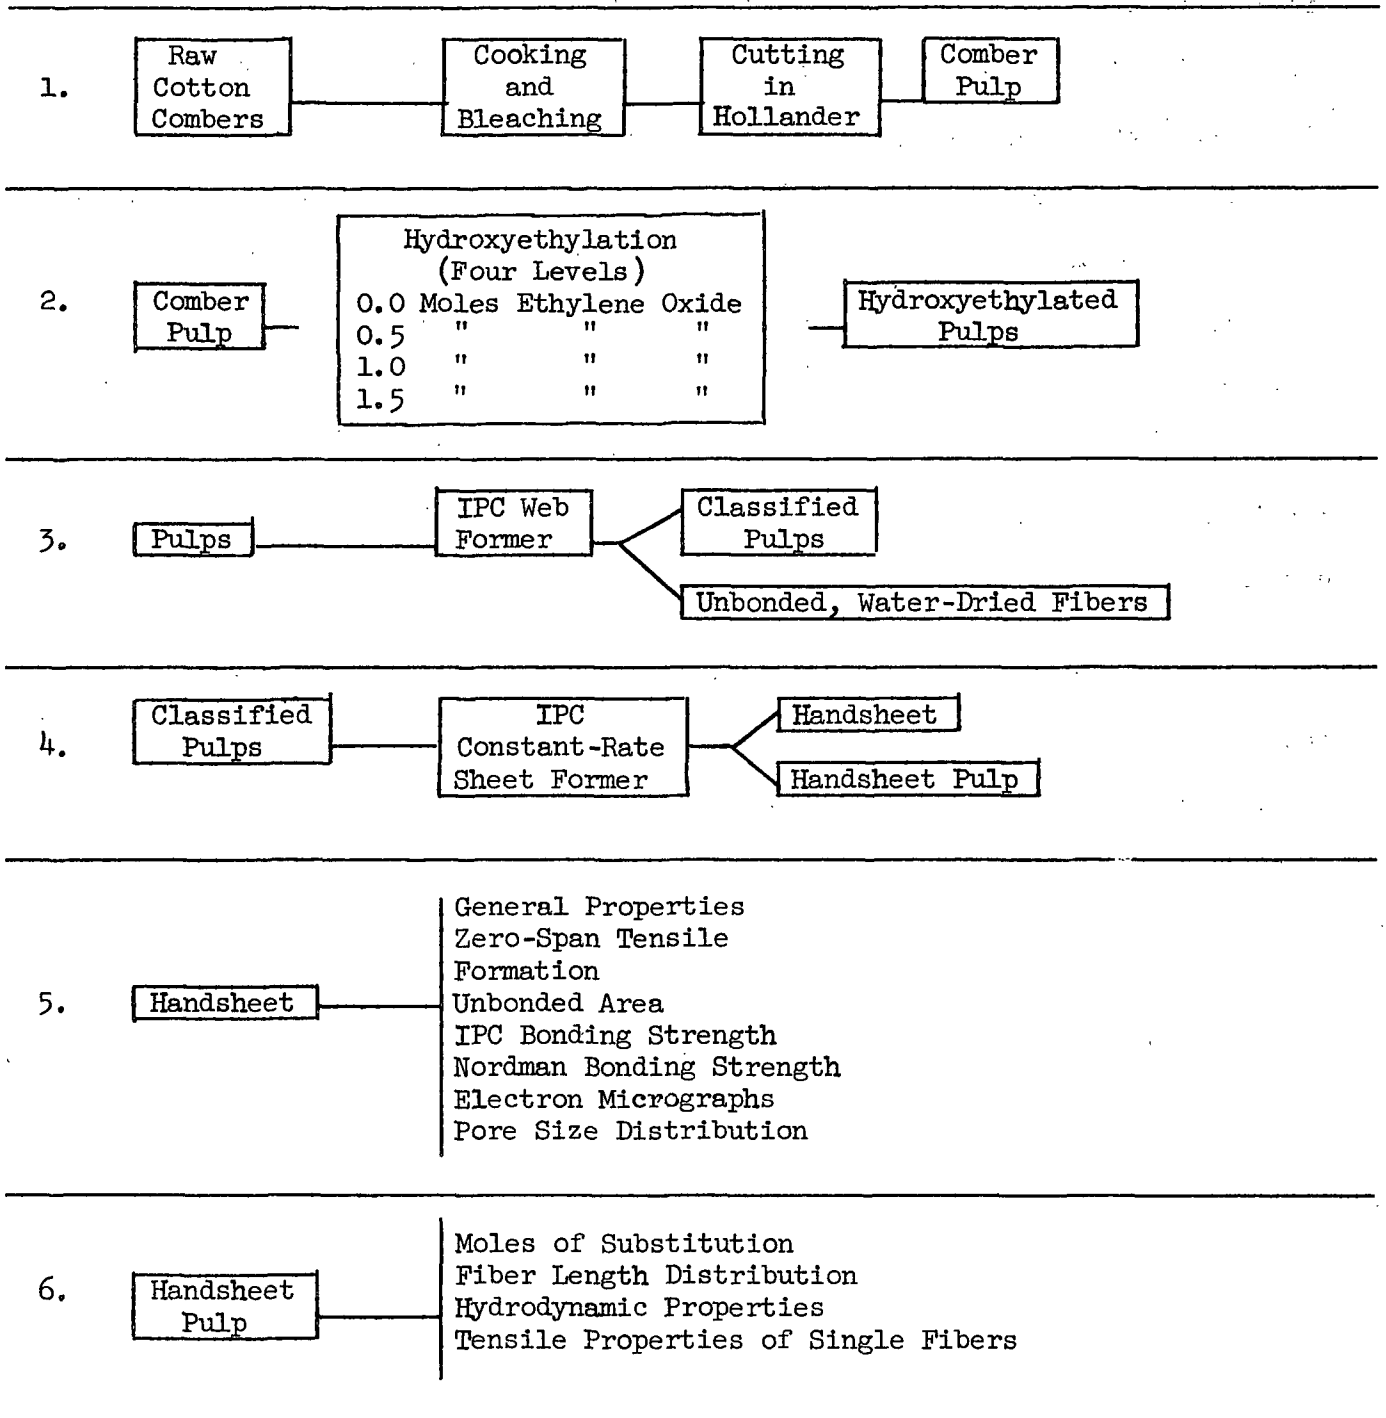 1.
Raw
Cotton
Combers
Cooking
and
Bleaching
Cutting
in
Hollander
Comber
Pulp
2.
Comber
Pulp
Hydroxyethylation
(Four Levels)
0.0 Moles Ethylene Oxide
0.5 " " "
1.0 " " "
1.5 " " "
Hydroxyethylated
Pulps
3.
Pulps
IPC Web
Former
Classified
Pulps
Unbonded, Water-Dried Fibers
4.
Classified
Pulps
IPC
Constant-Rate
Sheet Former
Handsheet
Handsheet Pulp
5.
Handsheet
General Properties
Zero-Span Tensile
Formation
Unbonded Area
IPC Bonding Strength
Nordman Bonding Strength
Electron Micrographs
Pore Size Distribution
6.
Handsheet
Pulp
Moles of Substitution
Fiber Length Distribution
Hydrodynamic Properties
Tensile Properties of Single Fibers